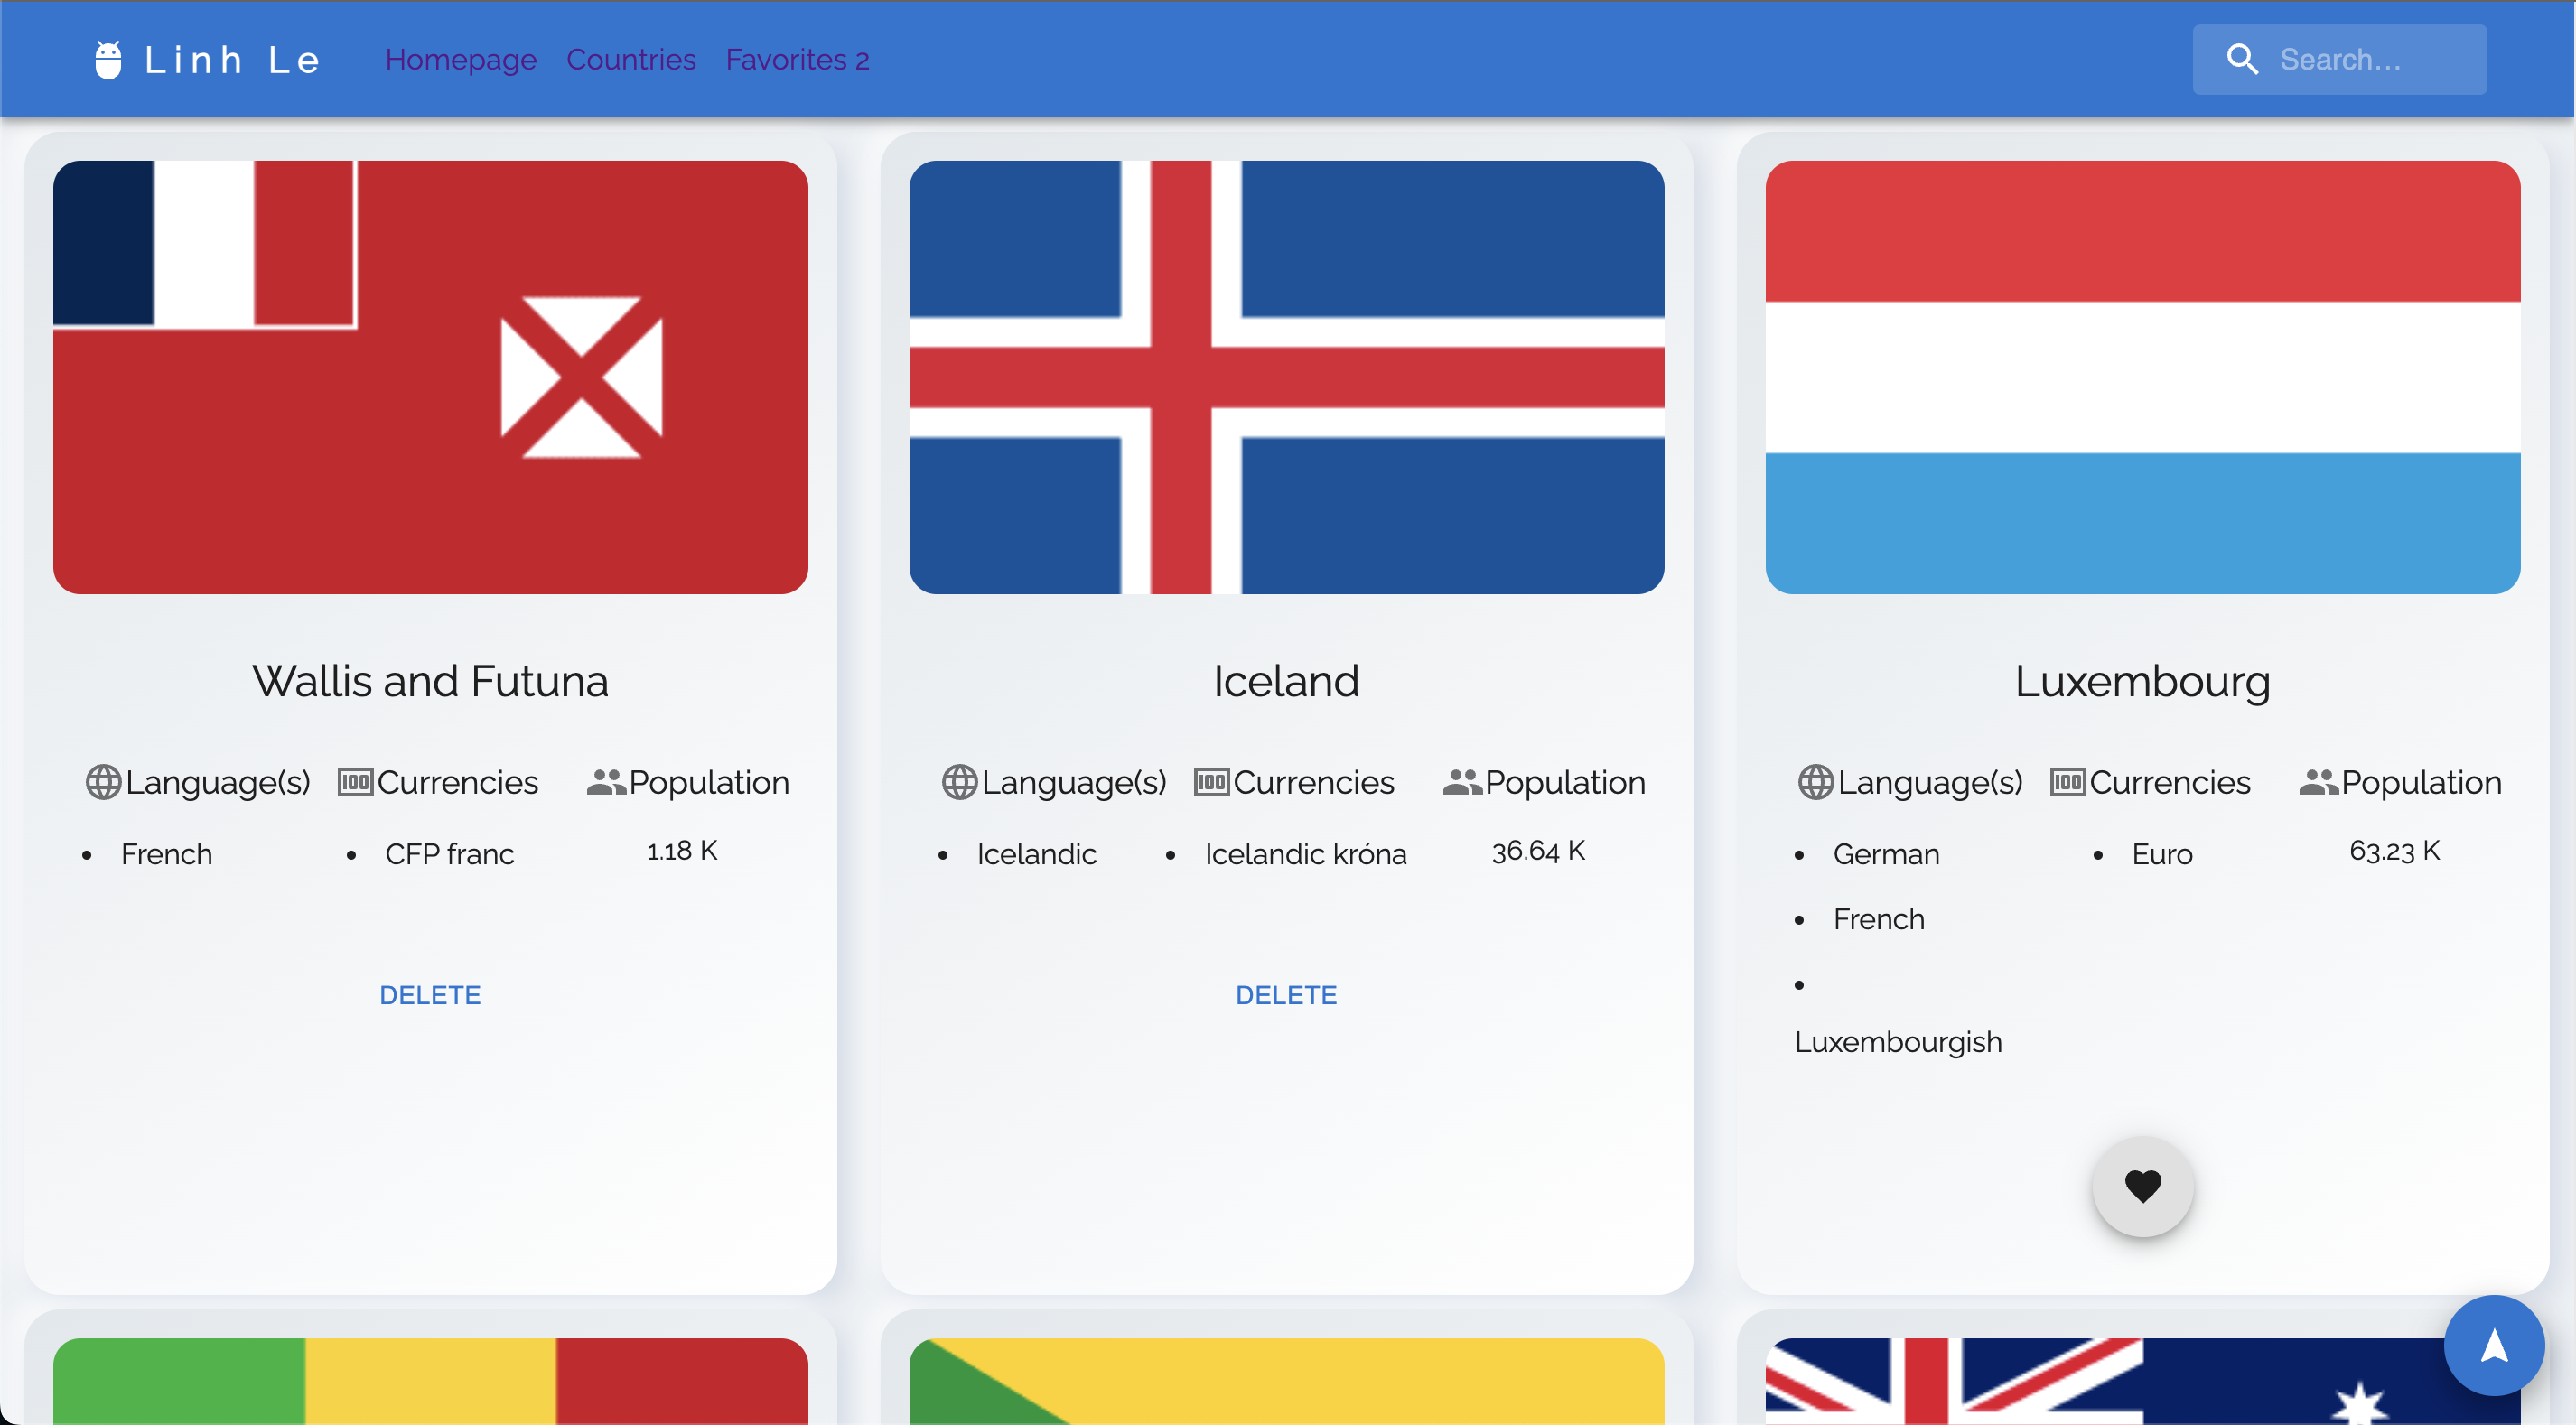 Linh Le Homepage Countries Favorites 2 Search...
Wallis and Futuna
Language(s) Currencies Population
• French • CFP franc 1.18 K
DELETE
Iceland
Language(s) Currencies Population
• Icelandic • Icelandic króna 36.64 K
DELETE
Luxembourg
Language(s) Currencies Population
• German • Euro 63.23 K
• French
•
Luxembourgish